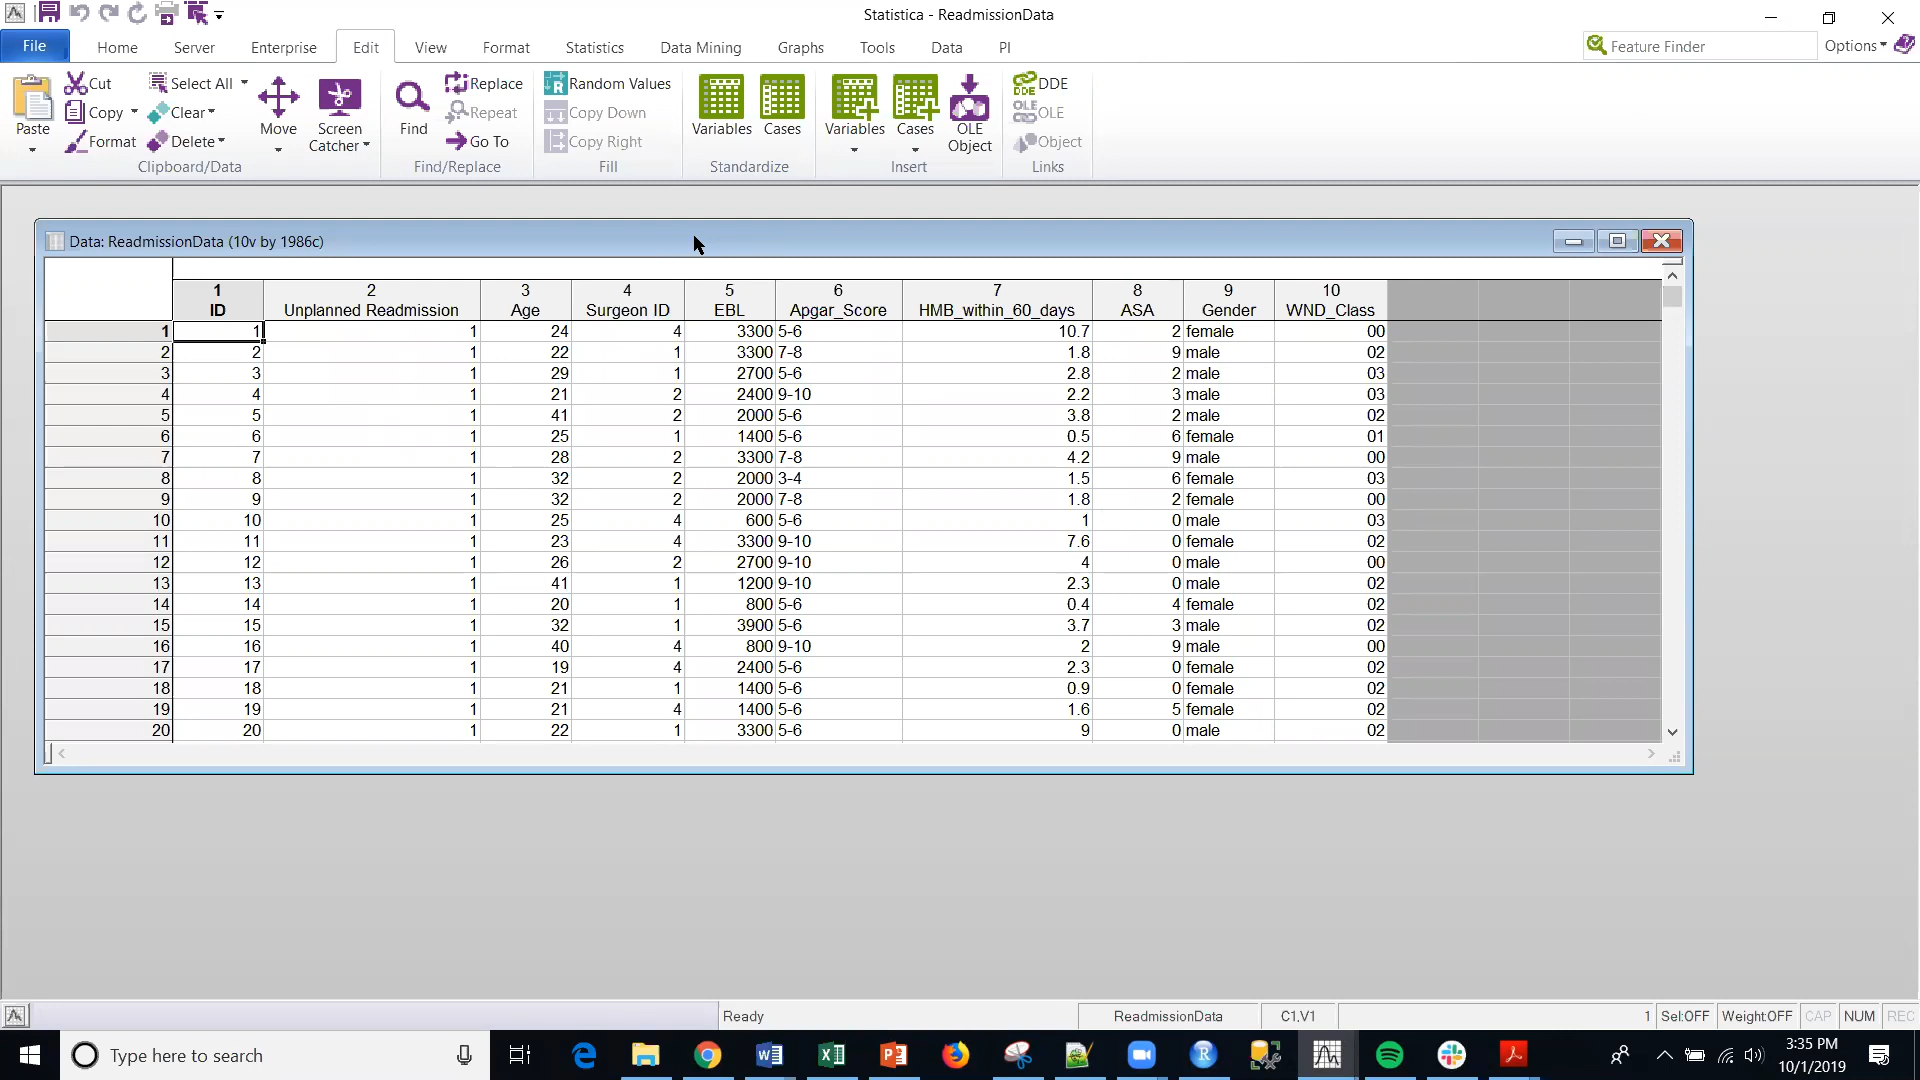 Statistica - ReadmissionData
File Home Server Enterprise Edit View Format Statistics Data Mining Graphs Tools Data PI Feature Finder Options
Cut Select All Replace Random Values DDE
Copy Clear Repeat Copy Down OLE
Paste Move Screen Catcher Find Variables Cases Variables Cases OLE Object
Format Delete Go To Copy Right Object
Clipboard/Data Find/Replace Fill Standardize Insert Links
Data: ReadmissionData (10v by 1986c)
1 2 3 4 5 6 7 8 9 10
ID Unplanned Readmission Age Surgeon ID EBL Apgar_Score HMB_within_60_days ASA Gender WND_Class
1 1 1 24 4 3300 5-6 10.7 2 female 00
2 2 1 22 1 3300 7-8 1.8 9 male 02
3 3 1 29 1 2700 5-6 2.8 2 male 03
4 4 1 21 2 2400 9-10 2.2 3 male 03
5 5 1 41 2 2000 5-6 3.8 2 male 02
6 6 1 25 1 1400 5-6 0.5 6 female 01
7 7 1 28 2 3300 7-8 4.2 9 male 00
8 8 1 32 2 2000 3-4 1.5 6 female 03
9 9 1 32 2 2000 7-8 1.8 2 female 00
10 10 1 25 4 600 5-6 1 0 male 03
11 11 1 23 4 3300 9-10 7.6 0 female 02
12 12 1 26 2 2700 9-10 4 0 male 00
13 13 1 41 1 1200 9-10 2.3 0 male 02
14 14 1 20 1 800 5-6 0.4 4 female 02
15 15 1 32 1 3900 5-6 3.7 3 male 02
16 16 1 40 4 800 9-10 2 9 male 00
17 17 1 19 4 2400 5-6 2.3 0 female 02
18 18 1 21 1 1400 5-6 0.9 0 female 02
19 19 1 21 4 1400 5-6 1.6 5 female 02
20 20 1 22 1 3300 5-6 9 0 male 02
Ready ReadmissionData C1,V1 1 Sel:OFF Weight:OFF CAP NUM REC
Type here to search
3:35 PM
10/1/2019